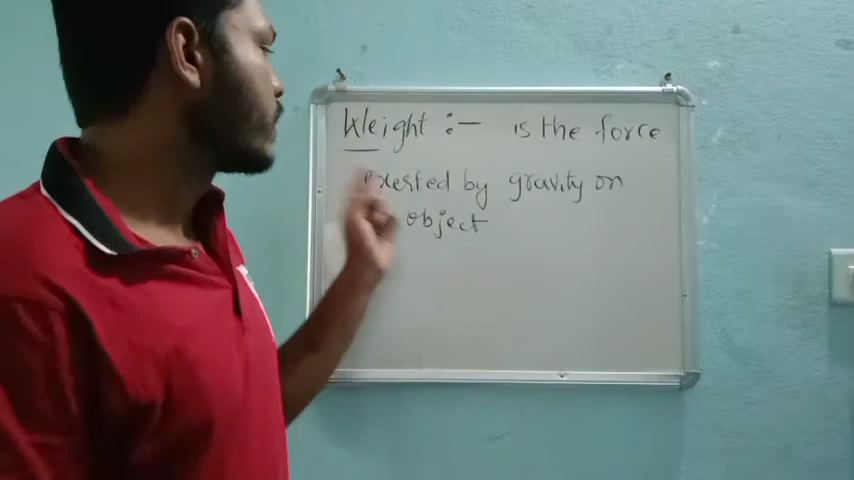 Weight :- is the force
exerted by gravity on
object